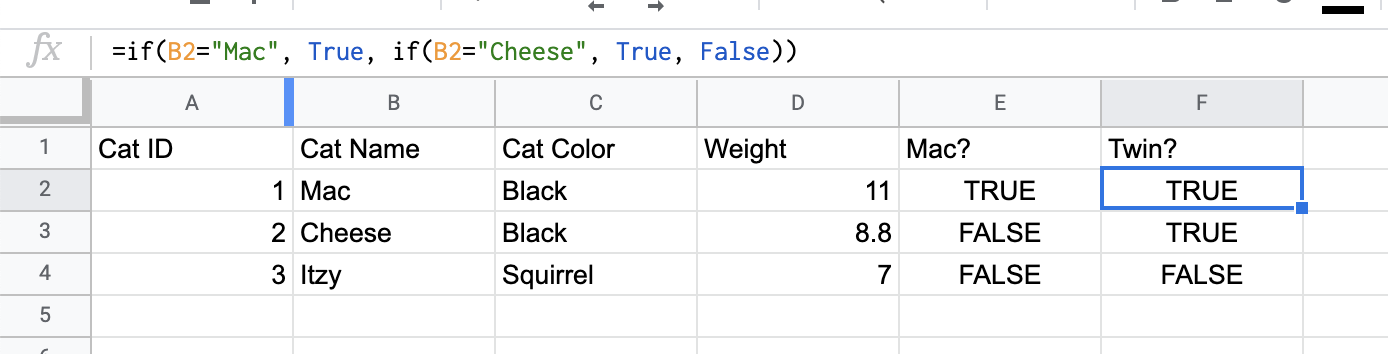 fx =if(B2="Mac", True, if(B2="Cheese", True, False))
A B C D E F
1 Cat ID Cat Name Cat Color Weight Mac? Twin?
2 1 Mac Black 11 TRUE TRUE
3 2 Cheese Black 8.8 FALSE TRUE
4 3 Itzy Squirrel 7 FALSE FALSE
5